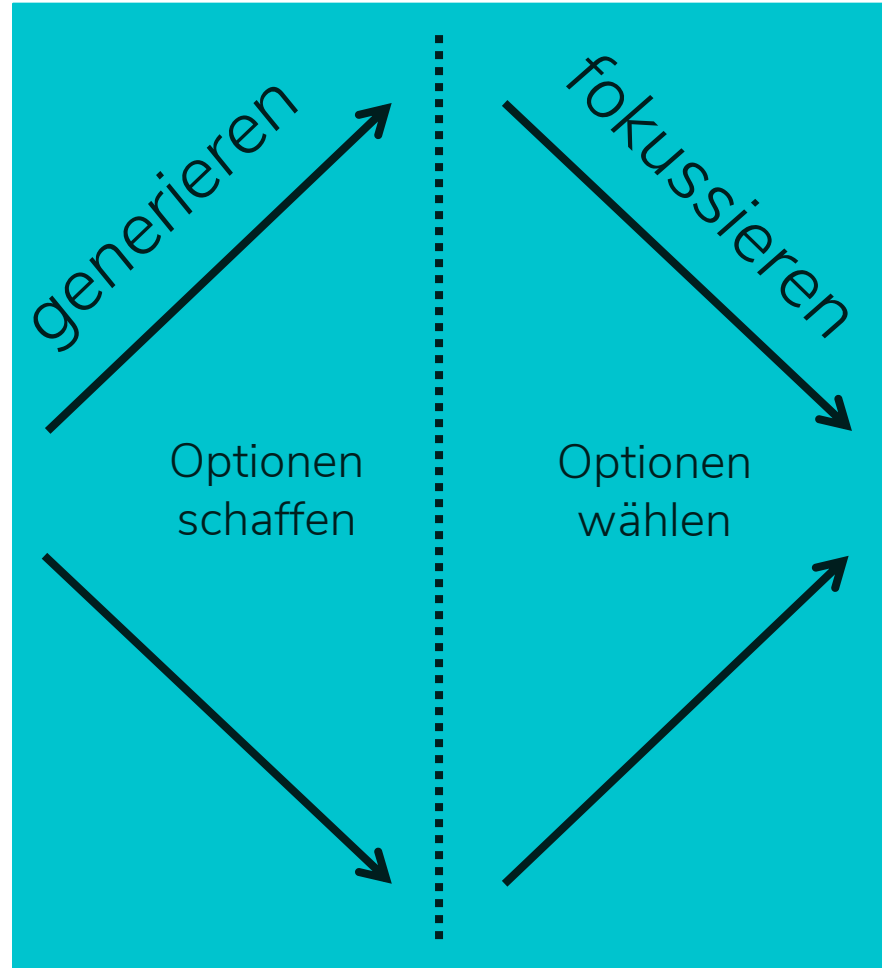 generieren
fokussieren
Optionen
schaffen
Optionen
wählen